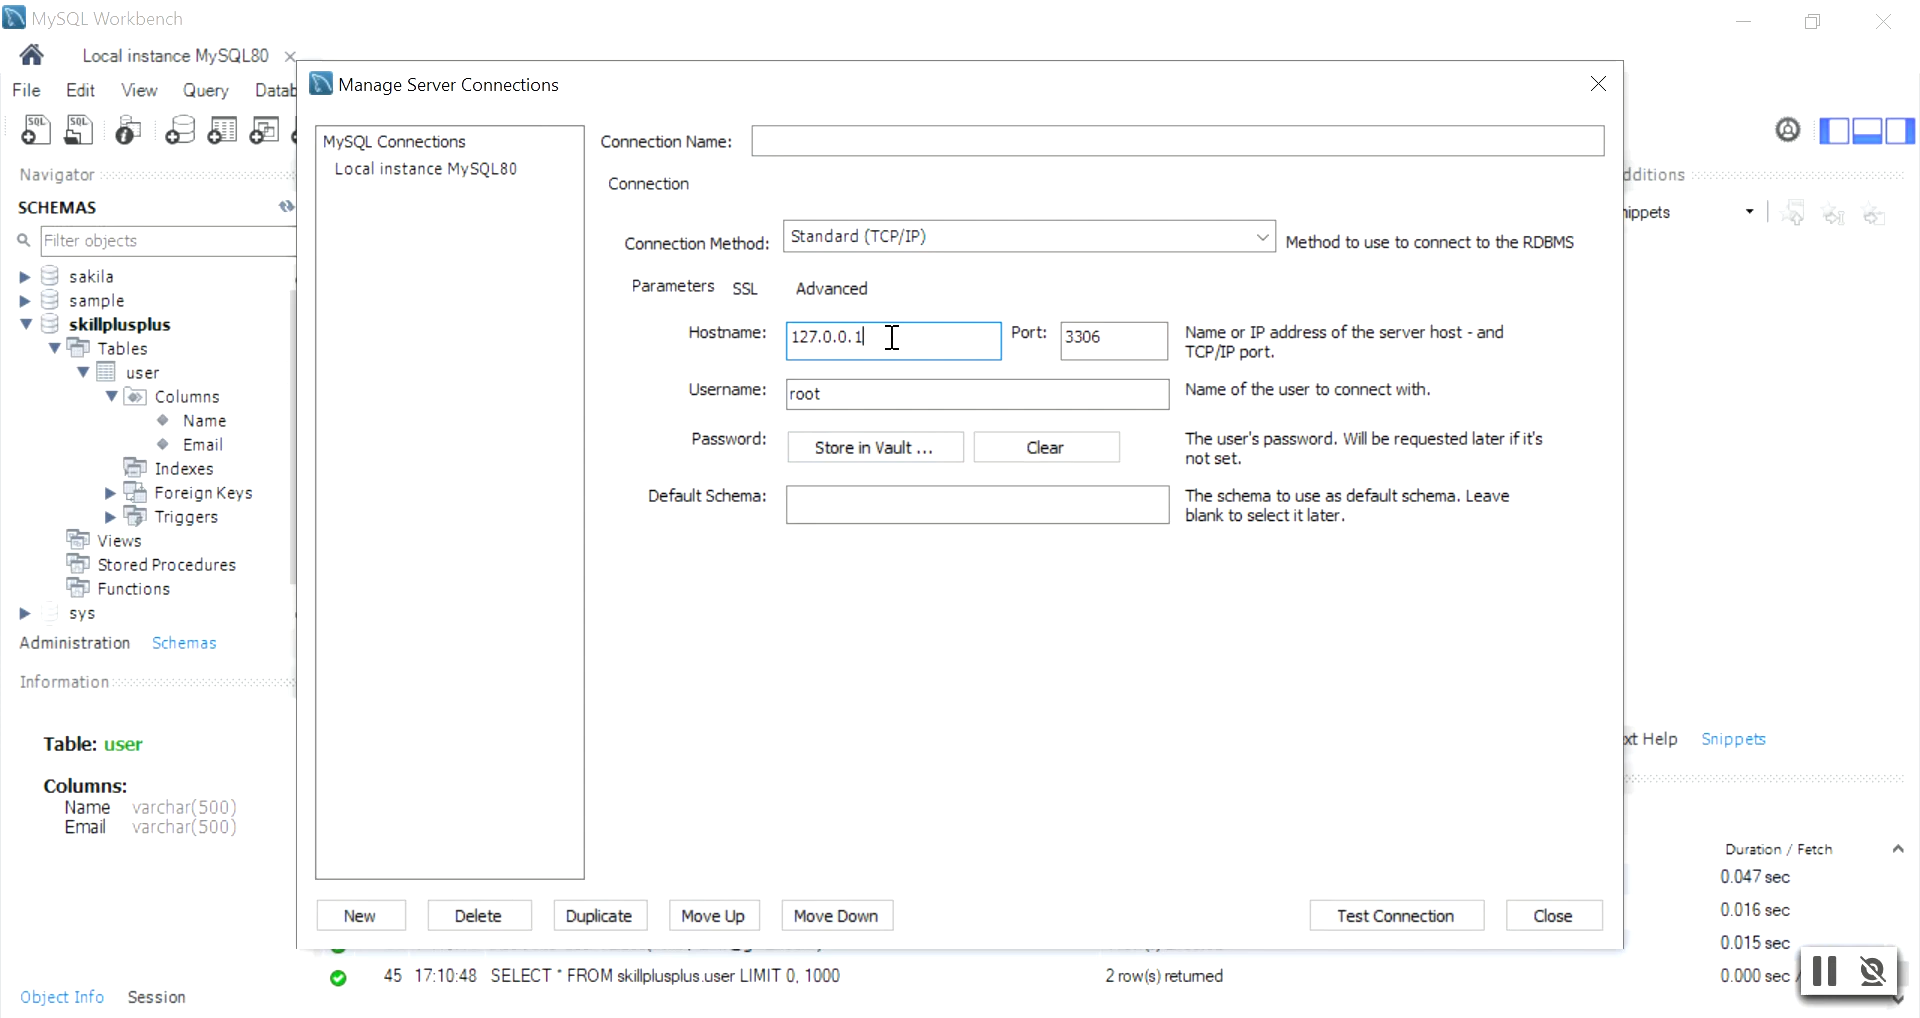 MySQL Workbench
Local instance MySQL80
File Edit View Query Datab
SQL SQL
Navigator
SCHEMAS
Filter objects
sakila
sample
skillplusplus
Tables
user
Columns
Name
Email
Indexes
Foreign Keys
Triggers
Views
Stored Procedures
Functions
sys
Administration Schemas
Information
Table: user
Columns:
Name varchar(500)
Email varchar(500)
Object Info Session
Manage Server Connections
MySQL Connections
Local instance MySQL80
Connection Name:
Connection
Connection Method: Standard (TCP/IP) Method to use to connect to the RDBMS
Parameters SSL Advanced
Hostname: 127.0.0.1 Port: 3306 Name or IP address of the server host - and
TCP/IP port.
Username: root Name of the user to connect with.
Password: Store in Vault ... Clear The user's password. Will be requested later if it's
not set.
Default Schema: The schema to use as default schema. Leave
blank to select it later.
New Delete Duplicate Move Up Move Down Test Connection Close
dditions
nippets
xt Help Snippets
Duration / Fetch
0.047 sec
0.016 sec
0.015 sec
45 17:10:48 SELECT * FROM skillplusplus.user LIMIT 0, 1000 2 row(s) returned 0.000 sec /